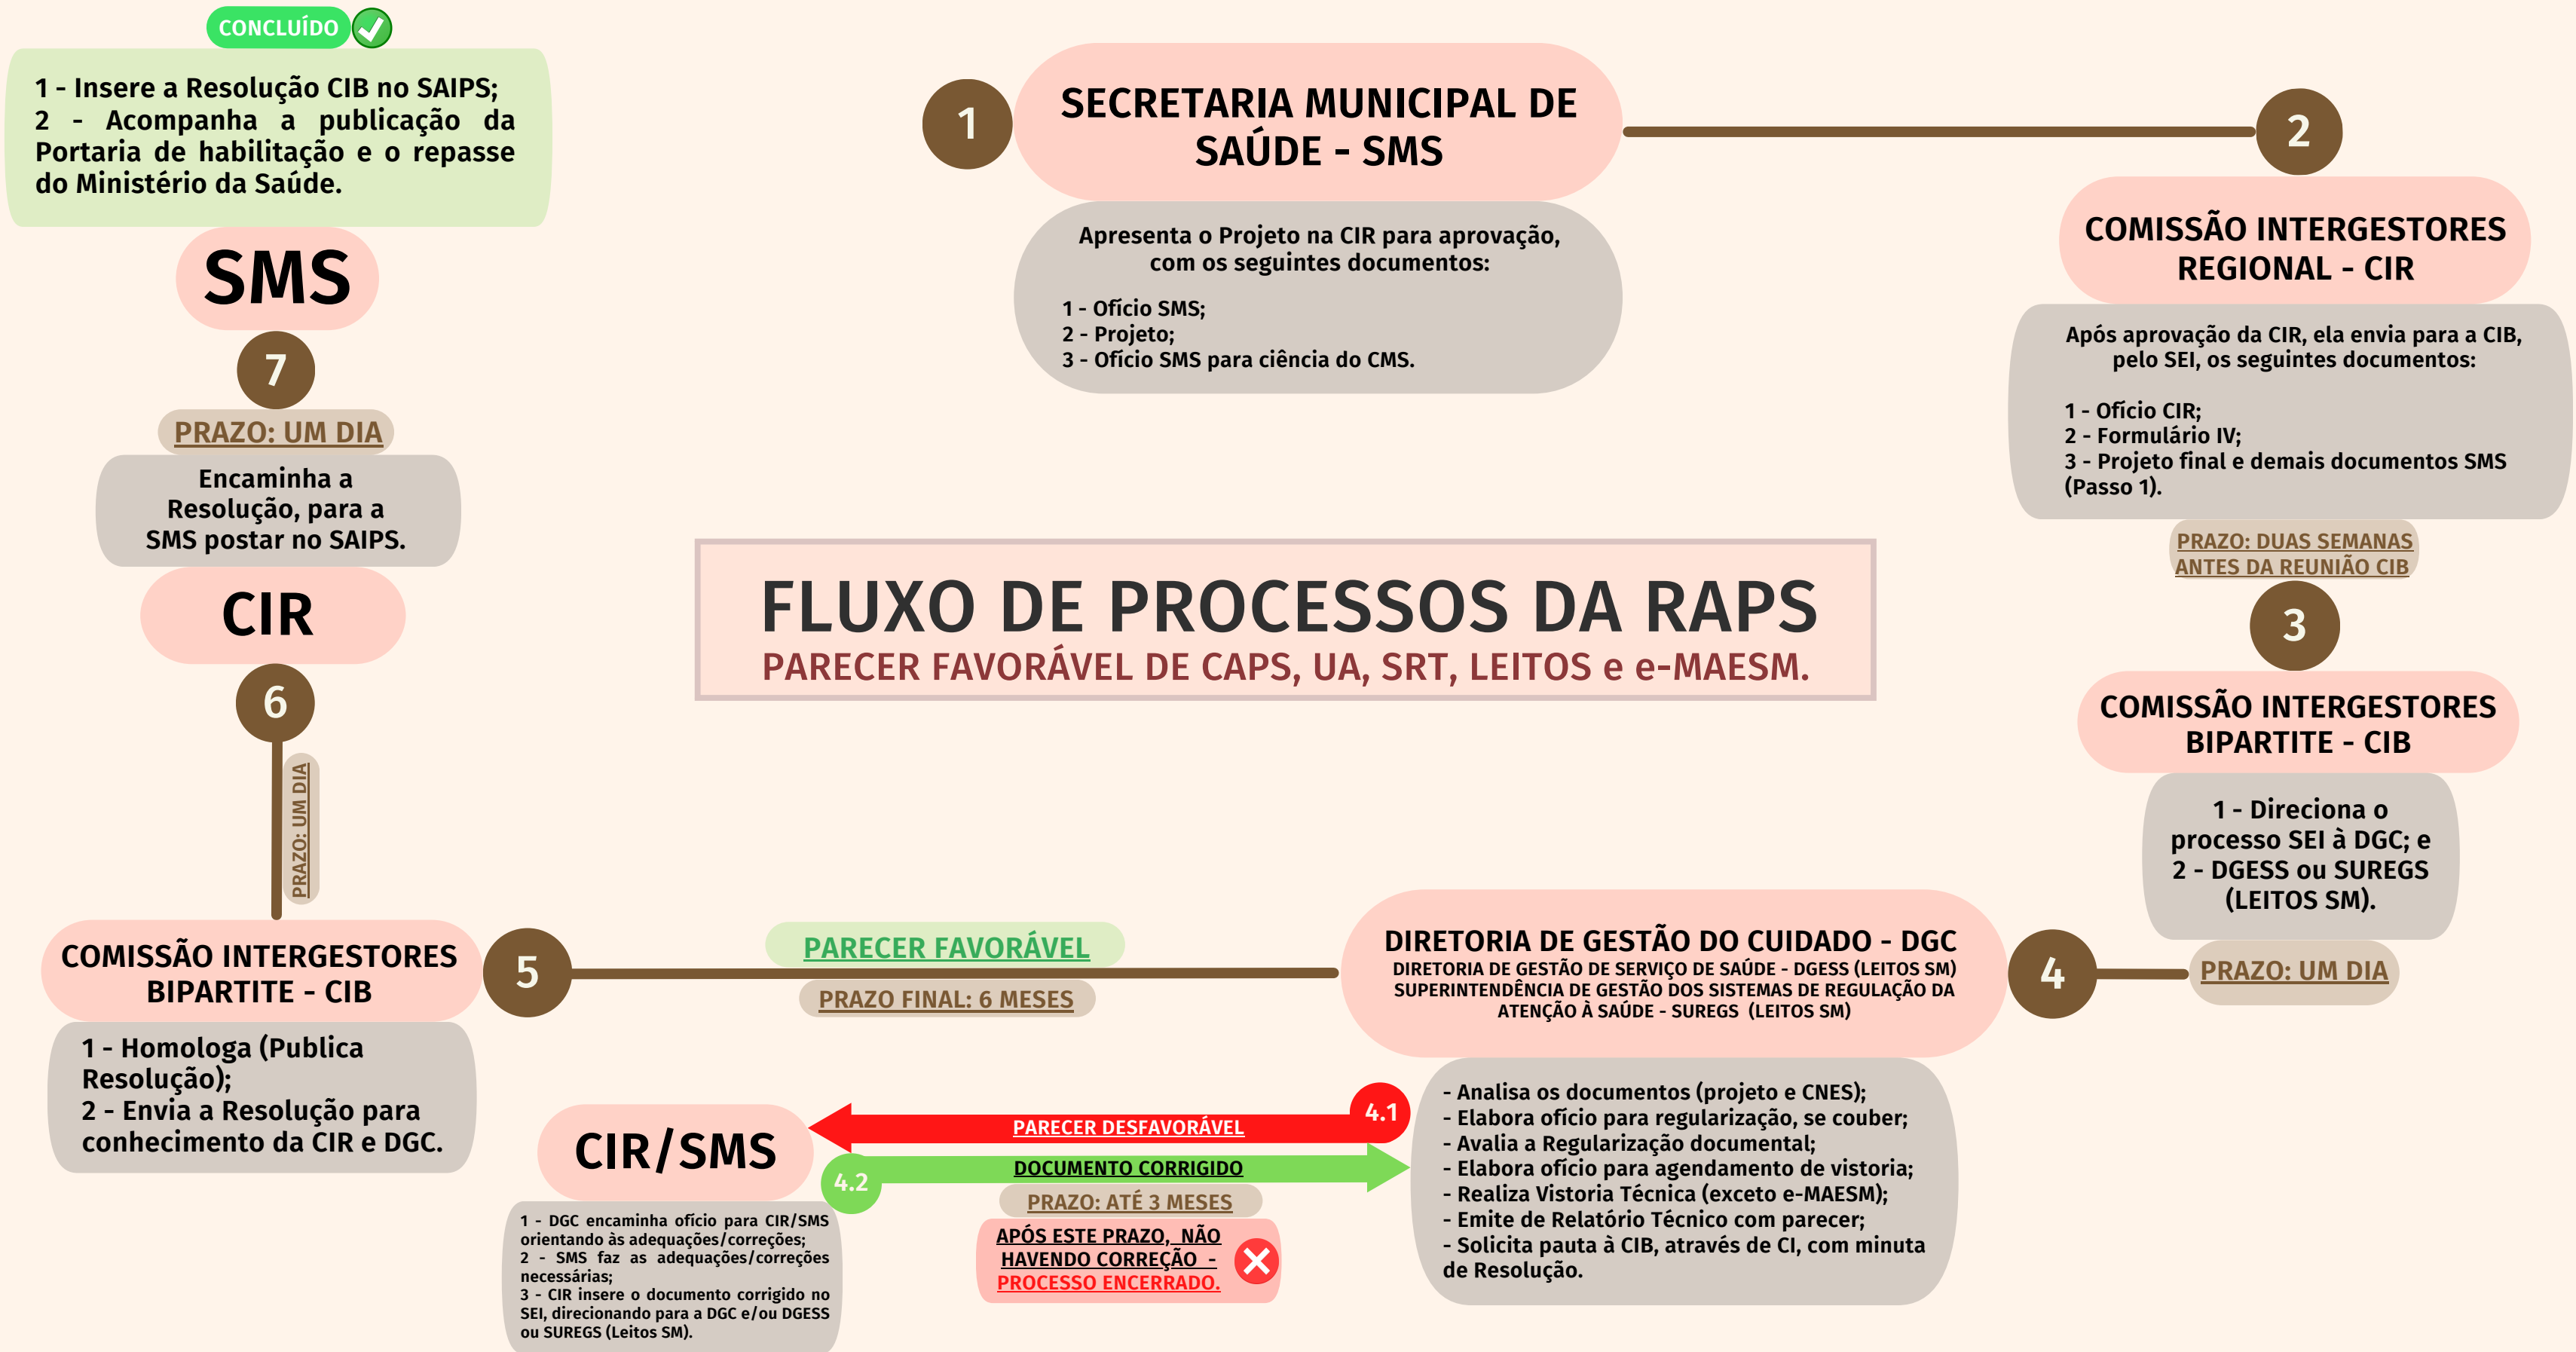 FLUXO DE PROCESSOS DA RAPS
PARECER FAVORÁVEL DE CAPS, UA, SRT, LEITOS e e-MAESM.
1
SECRETARIA MUNICIPAL DE
SAÚDE - SMS
Apresenta o Projeto na CIR para aprovação,
com os seguintes documentos:
1 - Ofício SMS;
2 - Projeto;
3 - Ofício SMS para ciência do CMS.
2
COMISSÃO INTERGESTORES
REGIONAL - CIR
Após aprovação da CIR, ela envia para a CIB,
pelo SEI, os seguintes documentos:
1 - Ofício CIR;
2 - Formulário IV;
3 - Projeto final e demais documentos SMS
(Passo 1).
PRAZO: DUAS SEMANAS
ANTES DA REUNIÃO CIB
3
COMISSÃO INTERGESTORES
BIPARTITE - CIB
1 - Direciona o
processo SEI à DGC; e
2 - DGESS ou SUREGS
(LEITOS SM).
PRAZO: UM DIA
4
DIRETORIA DE GESTÃO DO CUIDADO - DGC
DIRETORIA DE GESTÃO DE SERVIÇO DE SAÚDE - DGESS (LEITOS SM)
SUPERINTENDÊNCIA DE GESTÃO DOS SISTEMAS DE REGULAÇÃO DA
ATENÇÃO À SAÚDE - SUREGS (LEITOS SM)
- Analisa os documentos (projeto e CNES);
- Elabora ofício para regularização, se couber;
- Avalia a Regularização documental;
- Elabora ofício para agendamento de vistoria;
- Realiza Vistoria Técnica (exceto e-MAESM);
- Emite de Relatório Técnico com parecer;
- Solicita pauta à CIB, através de CI, com minuta
de Resolução.
4.1
PARECER DESFAVORÁVEL
CIR/SMS
1 - DGC encaminha ofício para CIR/SMS
orientando às adequações/correções;
2 - SMS faz as adequações/correções
necessárias;
3 - CIR insere o documento corrigido no
SEI, direcionando para a DGC e/ou DGESS
ou SUREGS (Leitos SM).
4.2
DOCUMENTO CORRIGIDO
PRAZO: ATÉ 3 MESES
APÓS ESTE PRAZO, NÃO
HAVENDO CORREÇÃO -
PROCESSO ENCERRADO.
PARECER FAVORÁVEL
PRAZO FINAL: 6 MESES
5
COMISSÃO INTERGESTORES
BIPARTITE - CIB
1 - Homologa (Publica
Resolução);
2 - Envia a Resolução para
conhecimento da CIR e DGC.
PRAZO: UM DIA
6
CIR
Encaminha a
Resolução, para a
SMS postar no SAIPS.
PRAZO: UM DIA
7
SMS
1 - Insere a Resolução CIB no SAIPS;
2 - Acompanha a publicação da
Portaria de habilitação e o repasse
do Ministério da Saúde.
CONCLUÍDO